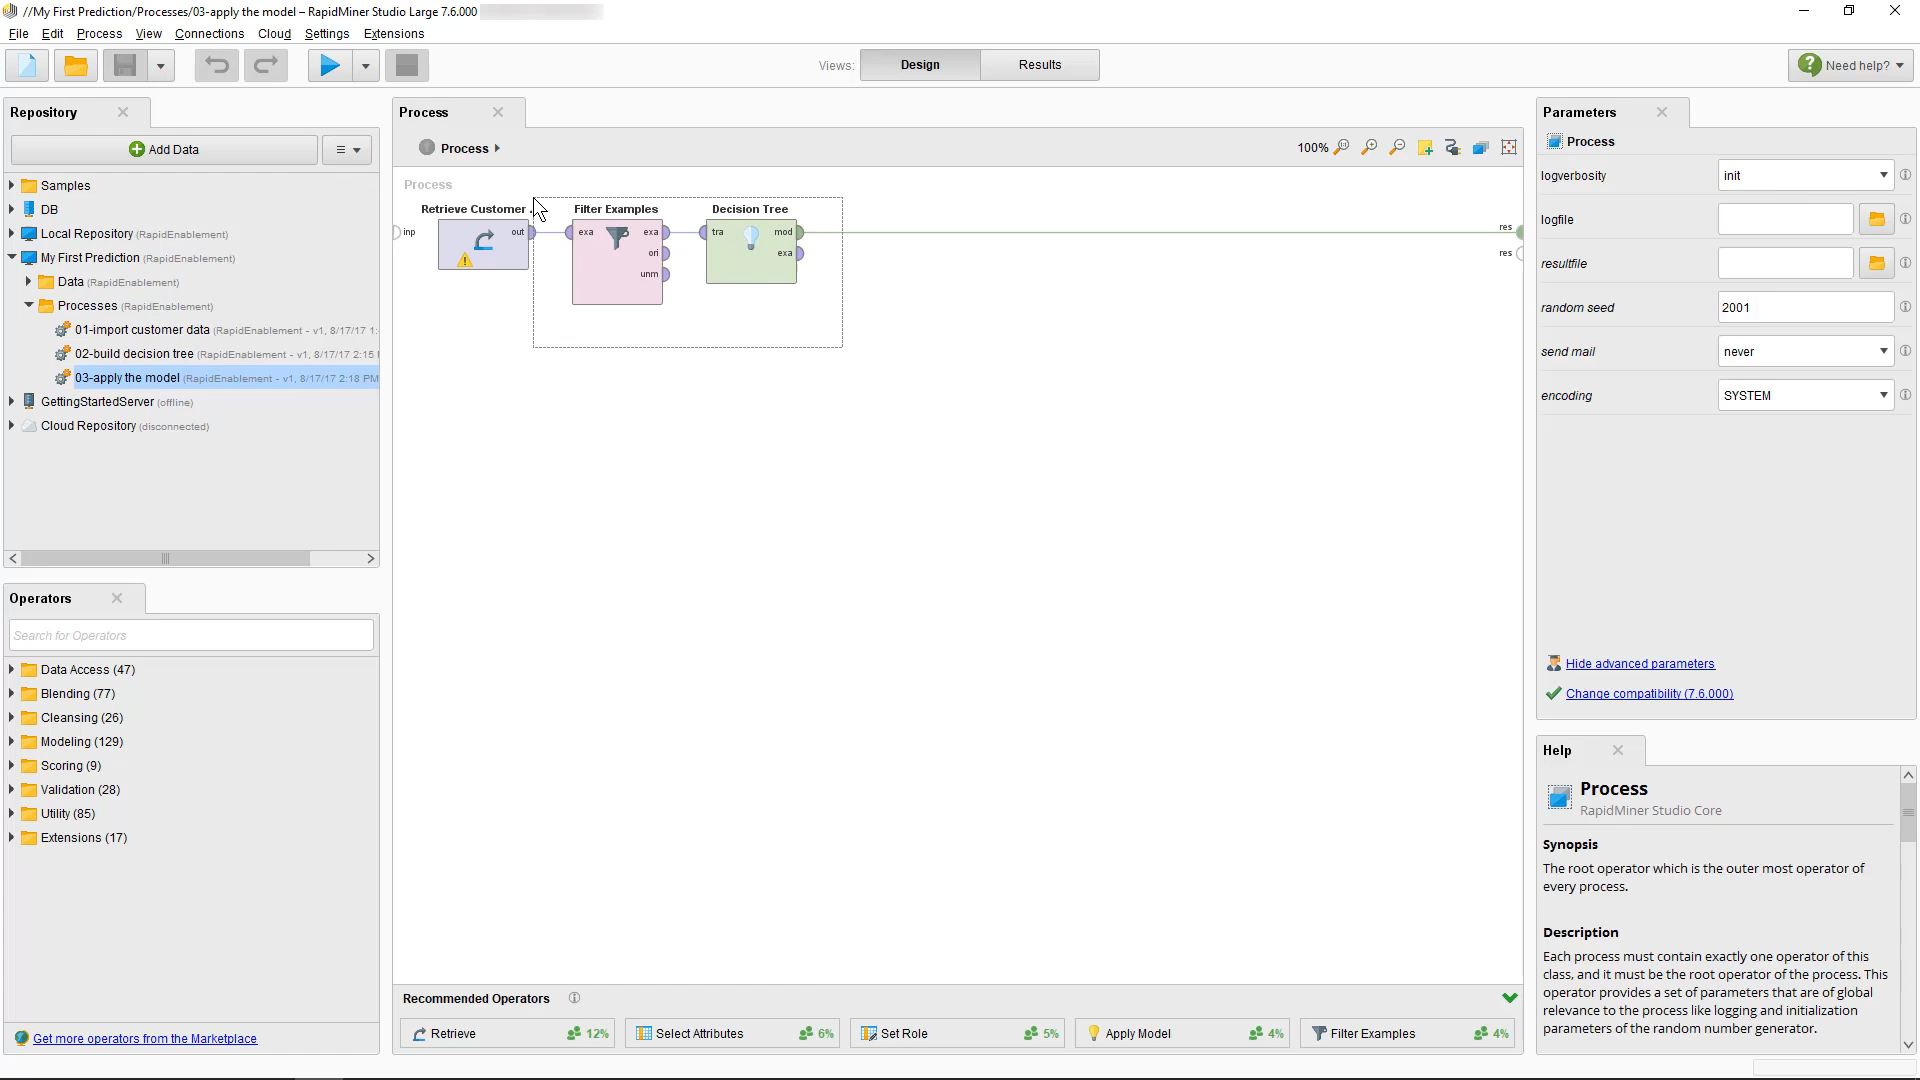 //My First Prediction/Processes/03-apply the model – RapidMiner Studio Large 7.6.000
File Edit Process View Connections Cloud Settings Extensions
Views: Design Results
Need help?
Repository
Add Data
Samples
DB
Local Repository (RapidEnablement)
My First Prediction (RapidEnablement)
Data (RapidEnablement)
Processes (RapidEnablement)
01-import customer data (RapidEnablement - v1, 8/17/17 1:
02-build decision tree (RapidEnablement - v1, 8/17/17 2:15
03-apply the model (RapidEnablement - v1, 8/17/17 2:18 PM
GettingStartedServer (offline)
Cloud Repository (disconnected)
Operators
Search for Operators
Data Access (47)
Blending (77)
Cleansing (26)
Modeling (129)
Scoring (9)
Validation (28)
Utility (85)
Extensions (17)
Get more operators from the Marketplace
Process
Process
100%
Process
Retrieve Customer
inp
out
Filter Examples
exa exa
ori
unm
Decision Tree
tra mod
exa
res
res
Recommended Operators
Retrieve 12%
Select Attributes 6%
Set Role 5%
Apply Model 4%
Filter Examples 4%
Parameters
Process
logverbosity init
logfile
resultfile
random seed 2001
send mail never
encoding SYSTEM
Hide advanced parameters
Change compatibility (7.6.000)
Help
Process
RapidMiner Studio Core
Synopsis
The root operator which is the outer most operator of
every process.
Description
Each process must contain exactly one operator of this
class, and it must be the root operator of the process. This
operator provides a set of parameters that are of global
relevance to the process like logging and initialization
parameters of the random number generator.